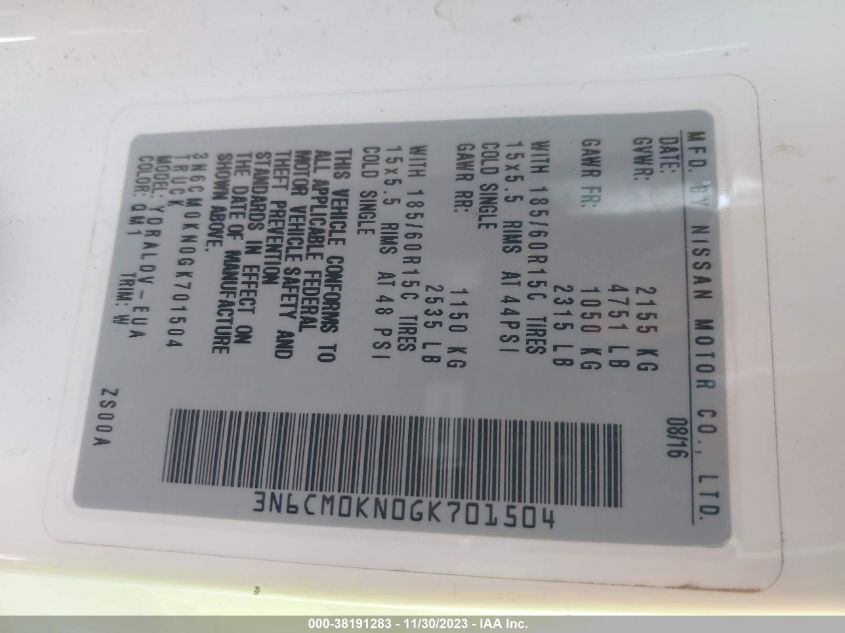 MFD. BY NISSAN MOTOR CO., LTD.
DATE: 08/16
GVWR: 2155 KG
4751 LB
GAWR FR: 1050 KG
2315 LB
WITH 185/60R15C TIRES
15x5.5 RIMS AT 44PSI
COLD SINGLE
GAWR RR: 1150 KG
2535 LB
WITH 185/60R15C TIRES
15x5.5 RIMS AT 48 PSI
COLD SINGLE
THIS VEHICLE CONFORMS TO
ALL APPLICABLE FEDERAL
MOTOR VEHICLE SAFETY AND
THEFT PREVENTION
STANDARDS IN EFFECT ON
THE DATE OF MANUFACTURE
SHOWN ABOVE.
3N6CM0KN0GK701504
TRUCK
MODEL: YDRALDV-EUA
COLOR: QM1 TRIM: W
ZS00A
3N6CM0KN0GK701504
000-38191283 - 11/30/2023 - IAA Inc.